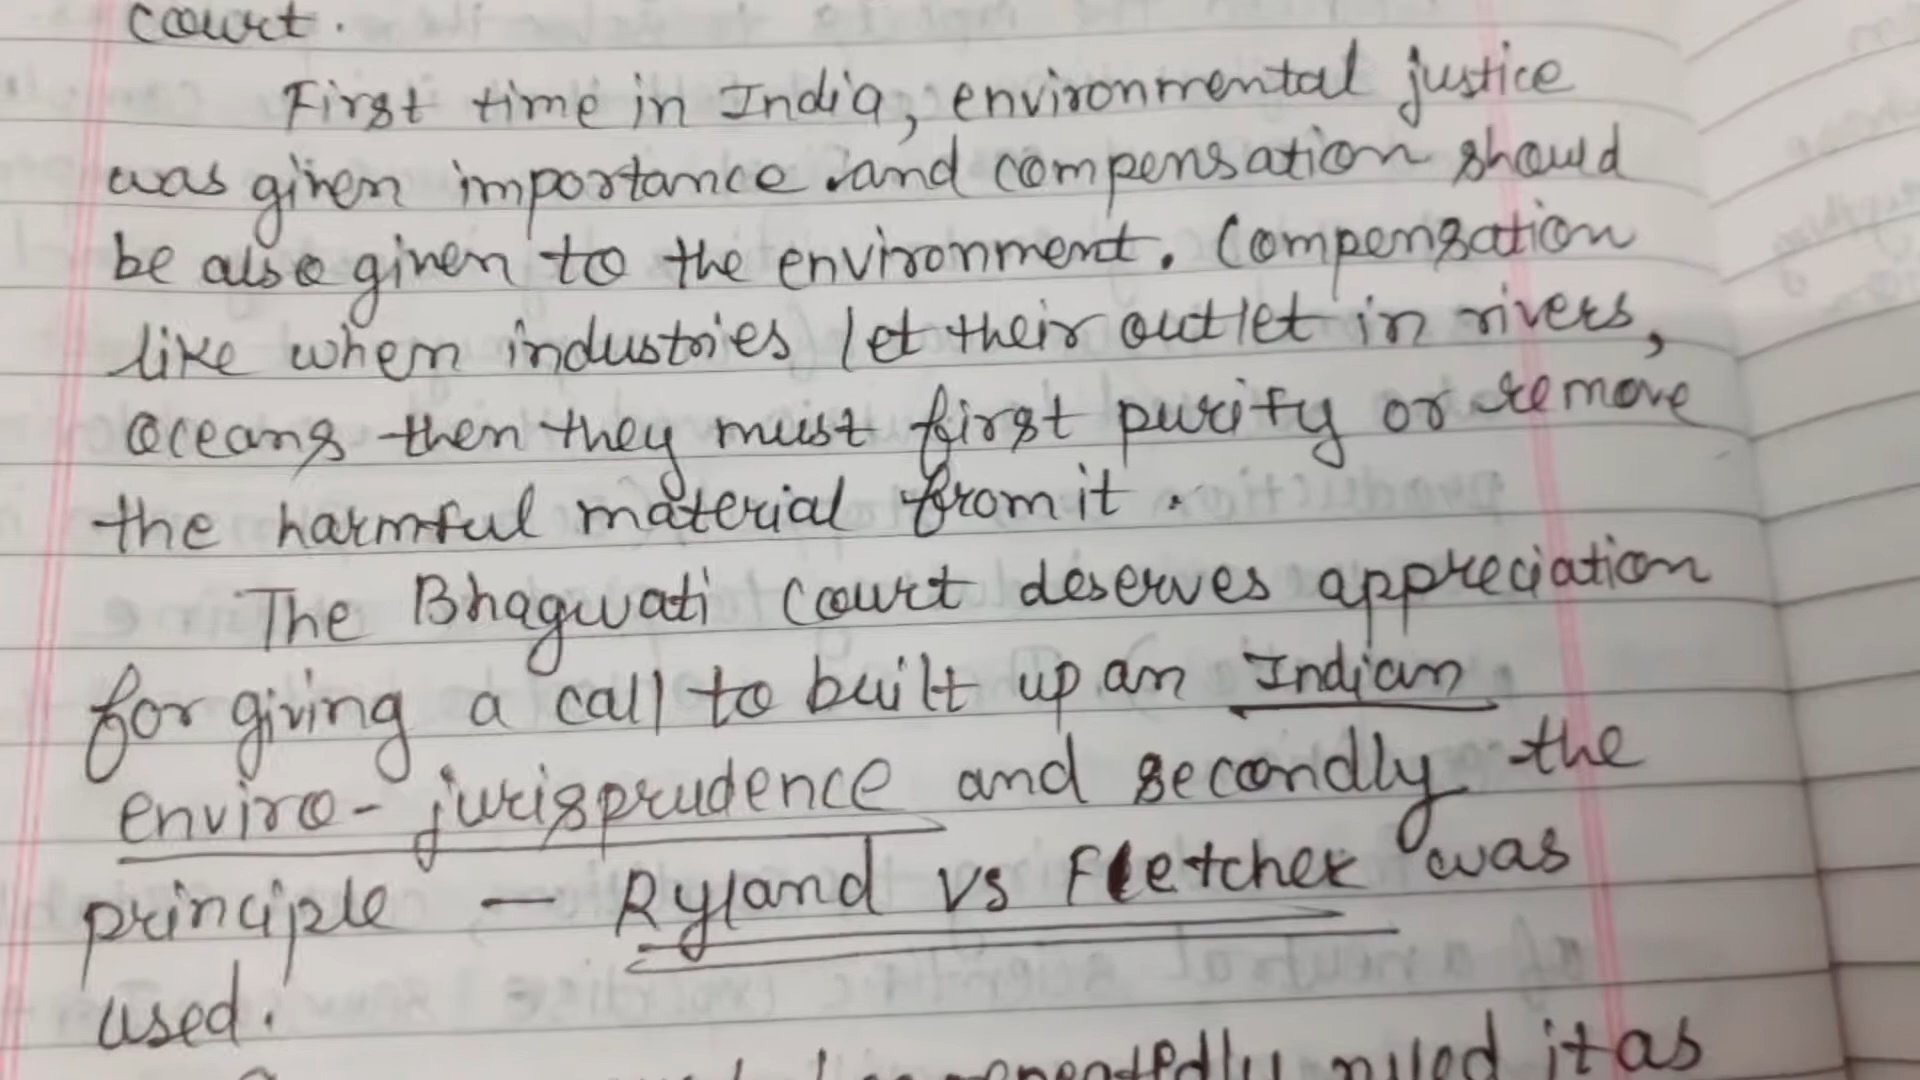 court.
First time in India, environmental justice
was given importance and compensation should
be also given to the environment. Compensation
like when industries let their outlet in rivers,
oceans then they must first purify or remove
the harmful material from it.
The Bhagwati Court deserves appreciation
for giving a call to built up an Indian
enviro-jurisprudence and secondly the
principle - Ryland vs Fletcher was
used.
ruled it as